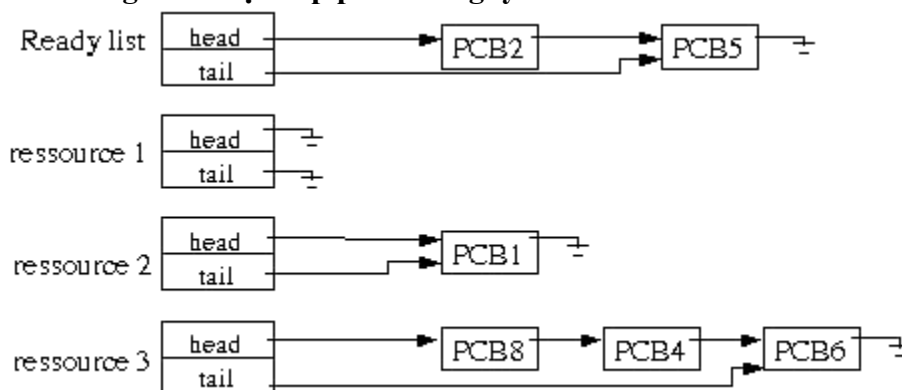 Ready list
head
tail
PCB2
PCB5
ressource 1
head
tail
ressource 2
head
tail
PCB1
ressource 3
head
tail
PCB8
PCB4
PCB6